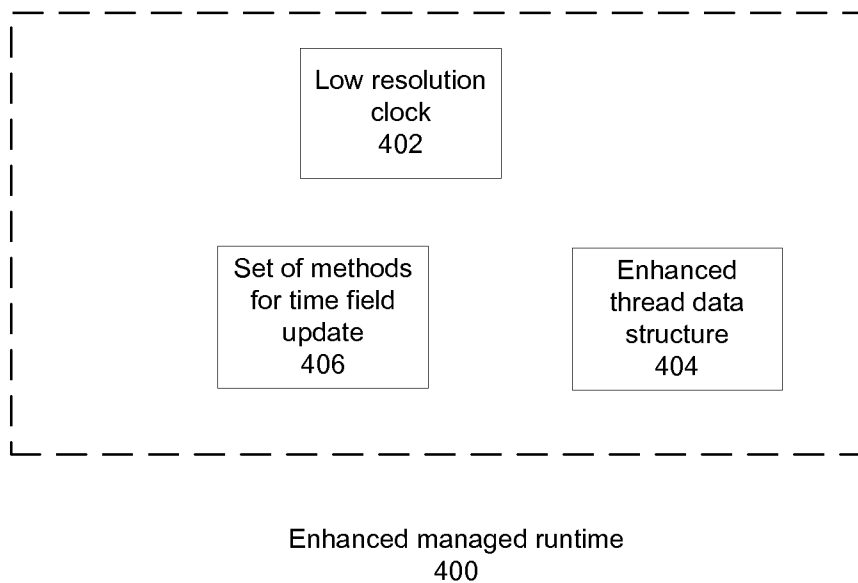 Low resolution
clock
402
Set of methods
for time field
update
406
Enhanced
thread data
structure
404
Enhanced managed runtime
400